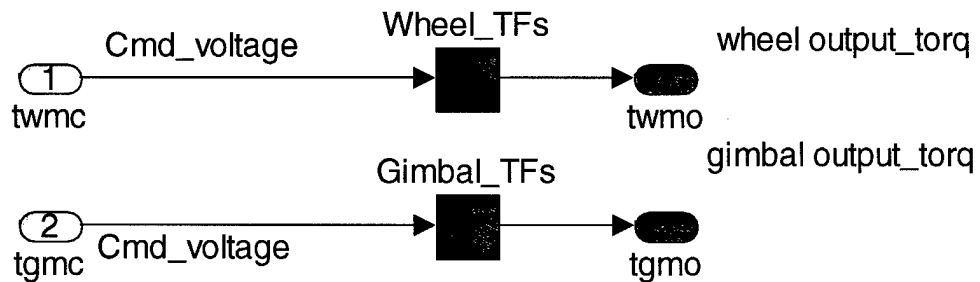 Cmd_voltage
Wheel_TFs
wheel output_torq
1
twmc
twmo
gimbal output_torq
Gimbal_TFs
2
Cmd_voltage
tgmc
tgmo